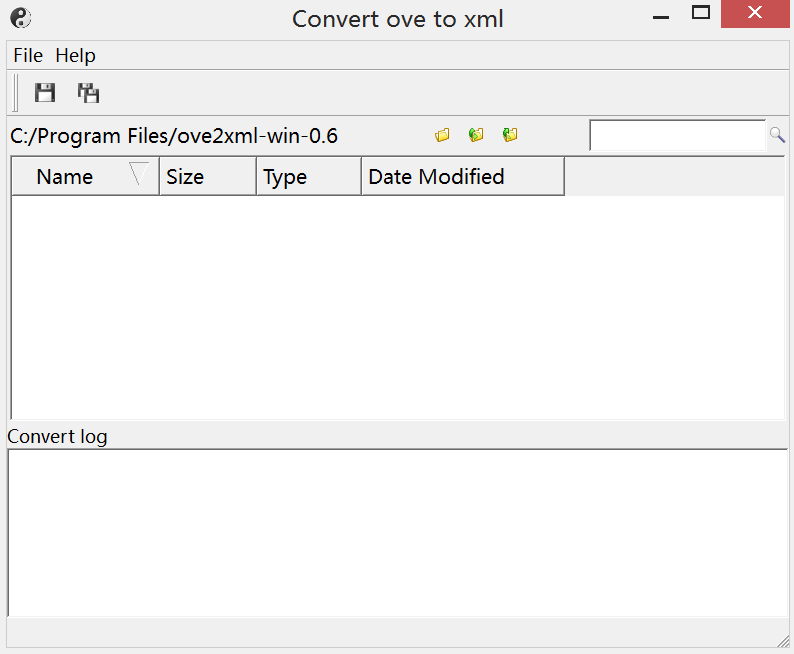 Convert ove to xml
File Help
C:/Program Files/ove2xml-win-0.6
Name Size Type Date Modified
Convert log